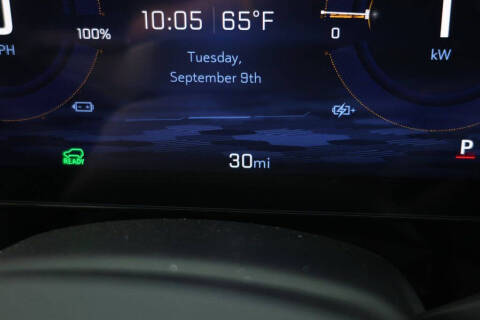 10:05 65°F
PH 100% 0 kW
Tuesday,
September 9th
READY 30mi P